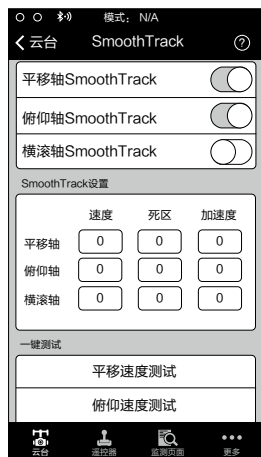 模式： N/A
云台 SmoothTrack ?
平移轴SmoothTrack
俯仰轴SmoothTrack
横滚轴SmoothTrack
SmoothTrack设置
速度 死区 加速度
平移轴 0 0 0
俯仰轴 0 0 0
横滚轴 0 0 0
一键测试
平移速度测试
俯仰速度测试
云台 遥控器 监测页面 更多